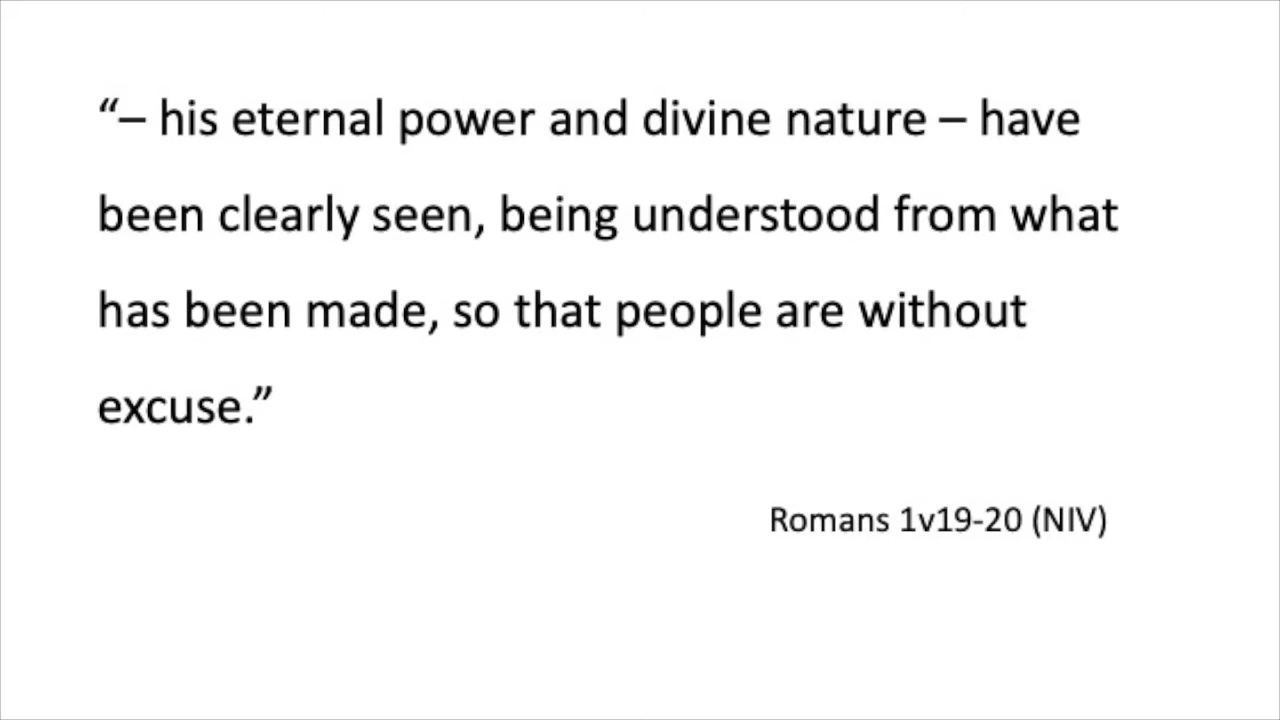 “– his eternal power and divine nature – have
been clearly seen, being understood from what
has been made, so that people are without
excuse.”
Romans 1v19-20 (NIV)